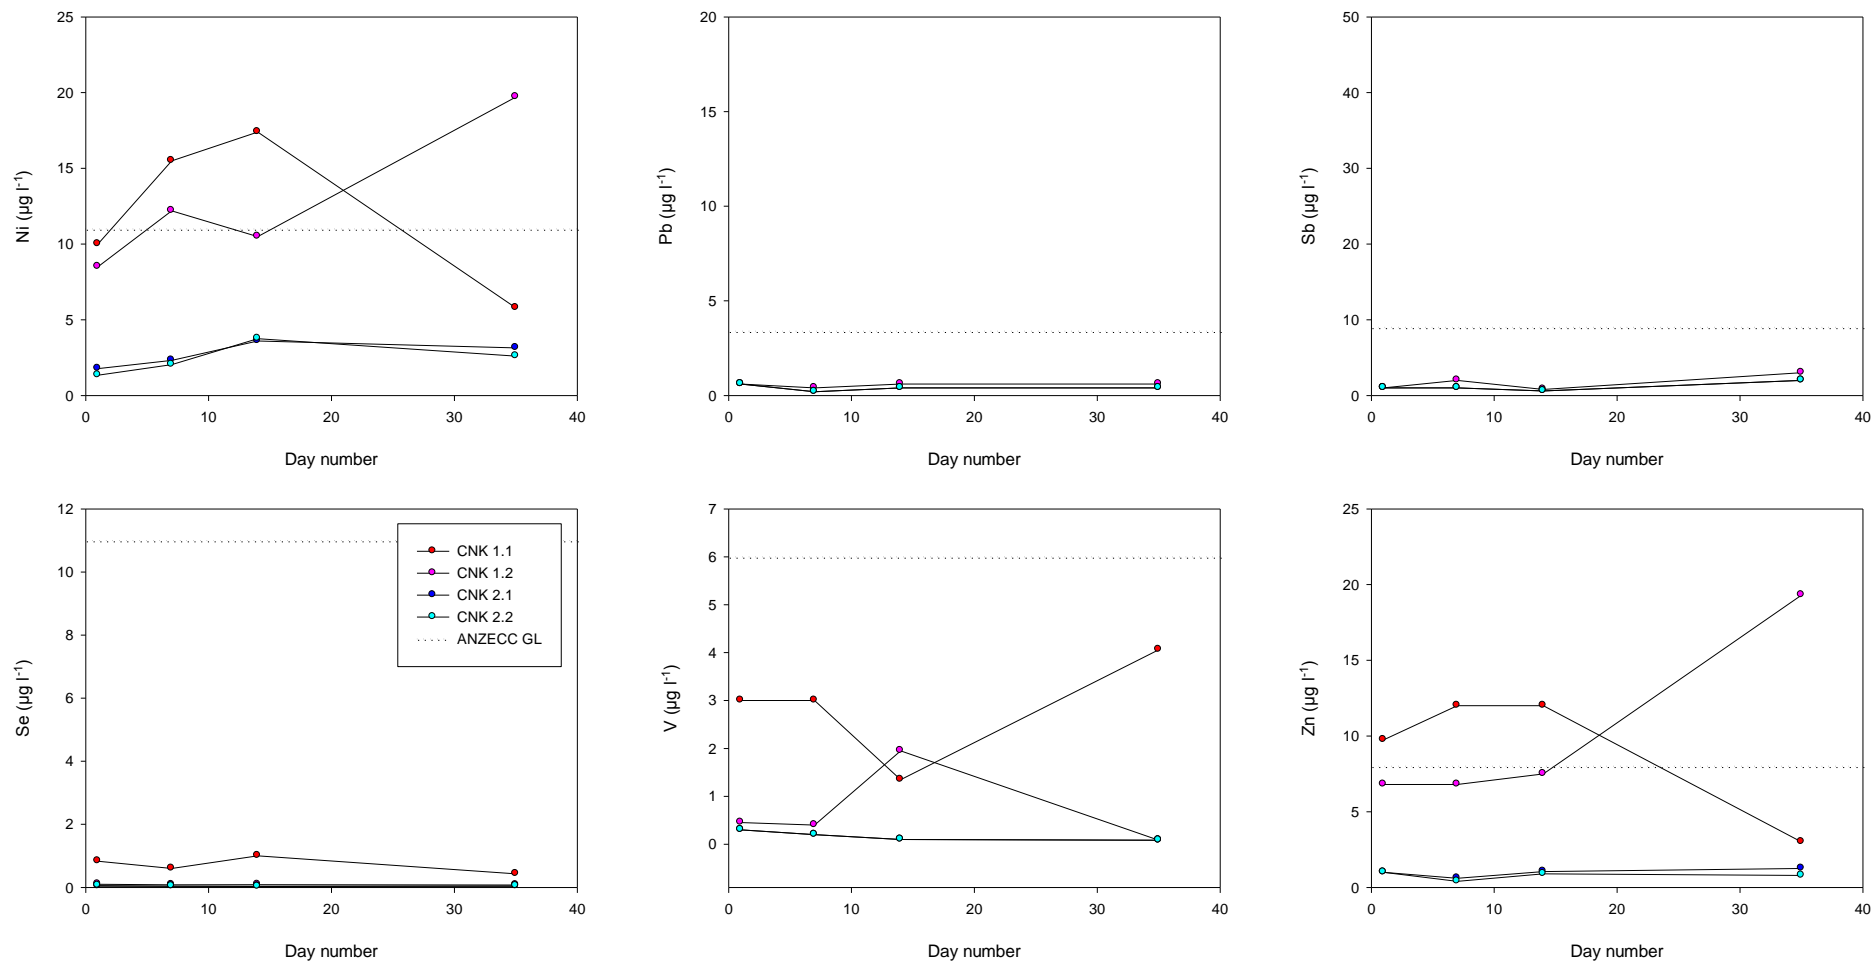 25
20
15
10
5
0
Ni (µg l⁻¹)
0 10 20 30 40
Day number
20
15
10
5
0
Pb (µg l⁻¹)
0 10 20 30 40
Day number
50
40
30
20
10
0
Sb (µg l⁻¹)
0 10 20 30 40
Day number
12
10
8
6
4
2
0
Se (µg l⁻¹)
CNK 1.1
CNK 1.2
CNK 2.1
CNK 2.2
ANZECC GL
0 10 20 30 40
Day number
7
6
5
4
3
2
1
0
V (µg l⁻¹)
0 10 20 30 40
Day number
25
20
15
10
5
0
Zn (µg l⁻¹)
0 10 20 30 40
Day number